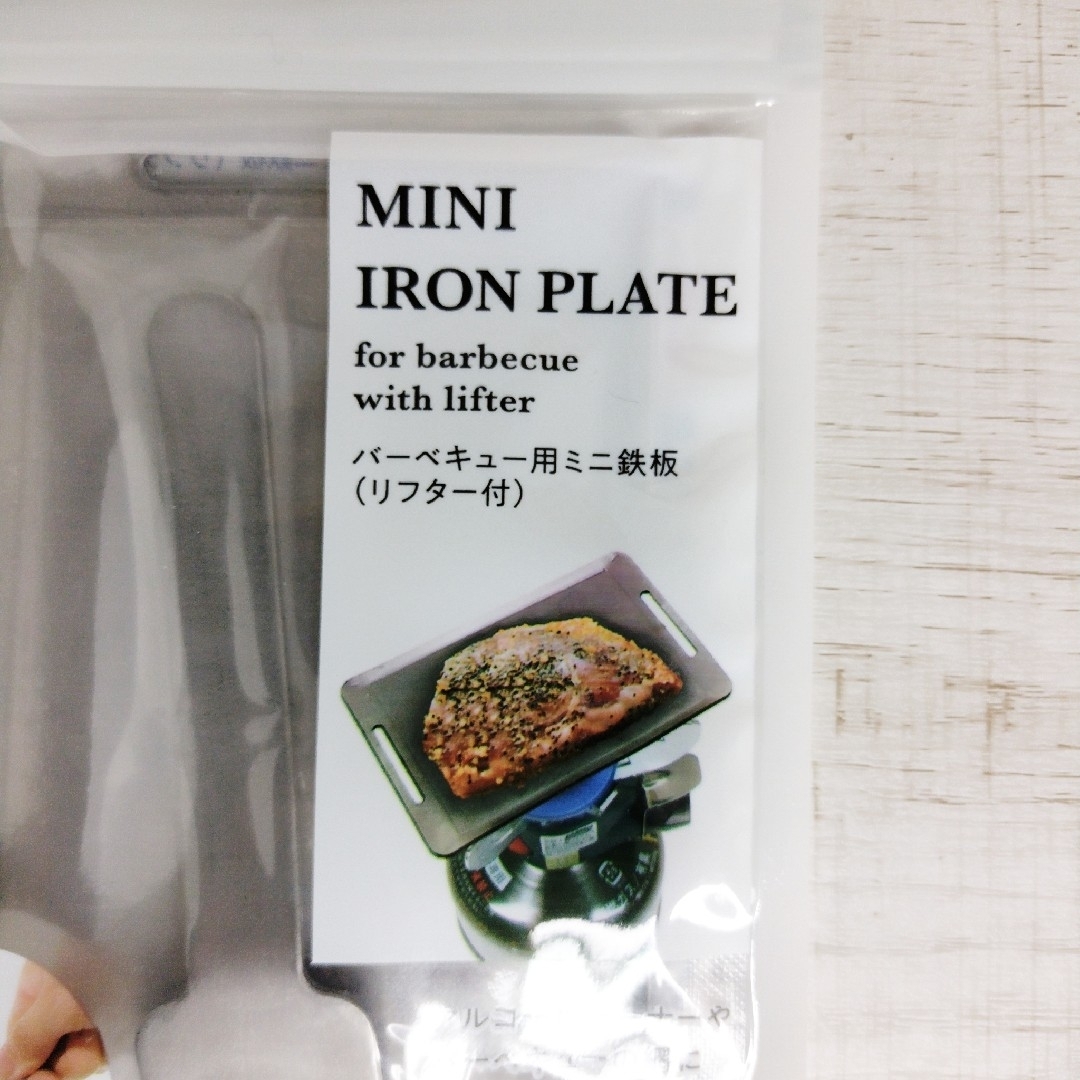 MINI
IRON PLATE
for barbecue
with lifter
バーベキュー用ミニ鉄板
(リフター付)